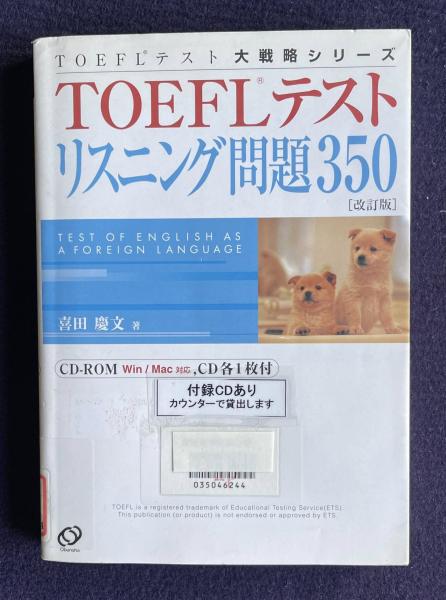 TOEFL®テスト 大戦略シリーズ
TOEFL®テスト
リスニング問題350
[改訂版]
TEST OF ENGLISH AS
A FOREIGN LANGUAGE
喜田 慶文 著
CD-ROM Win / Mac 対応,CD各1枚付
付録CDあり
カウンターで貸出します
035046244
TOEFL is a registered trademark of Educational Testing Service(ETS).
This publication (or product) is not endorsed or approved by ETS.
Obunsha